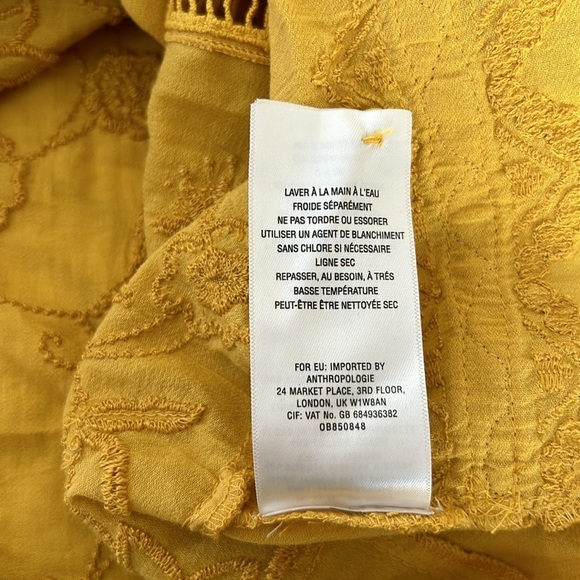 LAVER À LA MAIN À L'EAU
FROIDE SÉPARÉMENT
NE PAS TORDRE OU ESSORER
UTILISER UN AGENT DE BLANCHIMENT
SANS CHLORE SI NÉCESSAIRE
LIGNE SEC
REPASSER, AU BESOIN, À TRÉS
BASSE TEMPÉRATURE
PEUT-ÊTRE ÊTRE NETTOYÉE SEC
FOR EU: IMPORTED BY
ANTHROPOLOGIE
24 MARKET PLACE, 3RD FLOOR,
LONDON, UK W1W8AN
CIF: VAT No. GB 684936382
OB850848